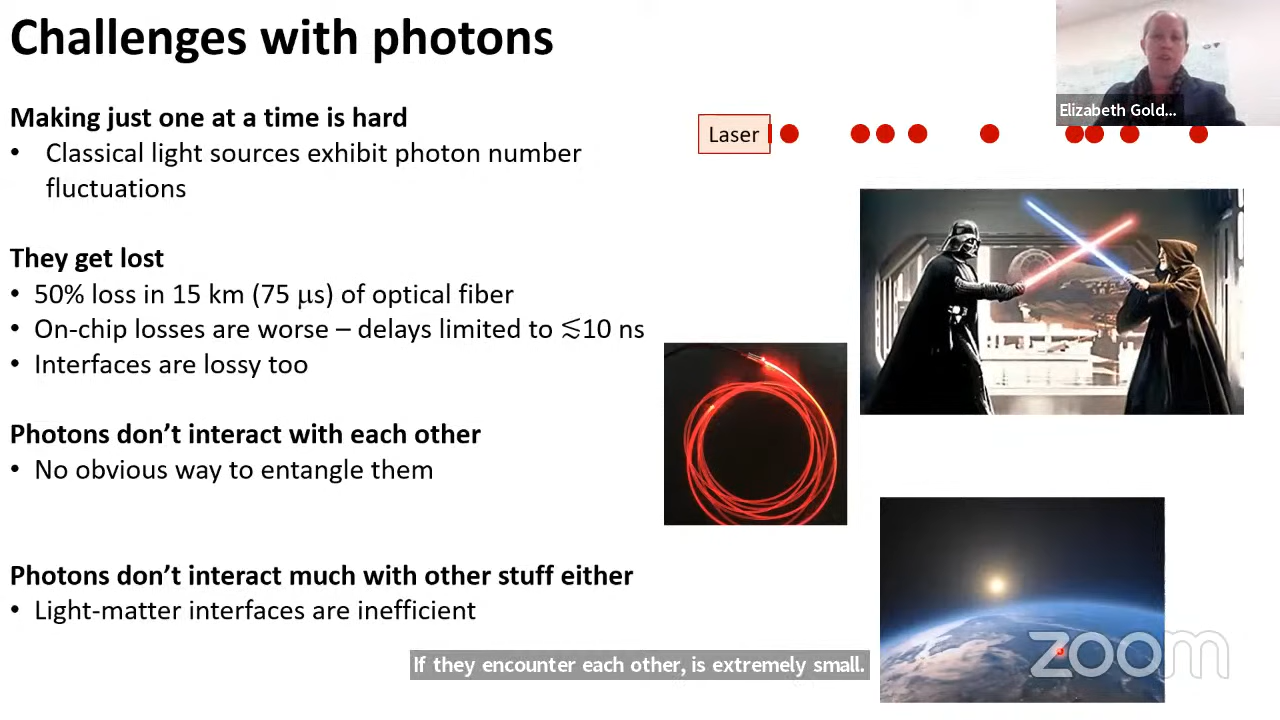 Challenges with photons
Elizabeth Gold...
Making just one at a time is hard
Laser
• Classical light sources exhibit photon number
fluctuations
They get lost
• 50% loss in 15 km (75 μs) of optical fiber
• On-chip losses are worse – delays limited to ≲10 ns
• Interfaces are lossy too
Photons don’t interact with each other
• No obvious way to entangle them
Photons don’t interact much with other stuff either
• Light-matter interfaces are inefficient
If they encounter each other, is extremely small.
zoom